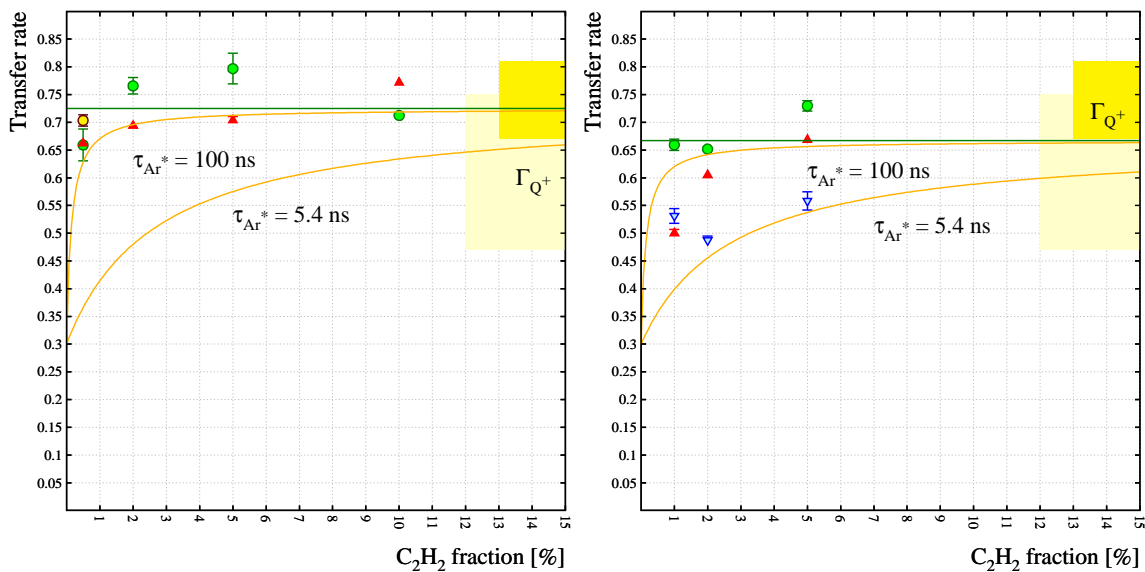 Transfer rate
0.85
0.8
0.75
0.7
0.65
0.6
0.55
0.5
0.45
0.4
0.35
0.3
0.25
0.2
0.15
0.1
0.05
τAr* = 100 ns
τAr* = 5.4 ns
ΓQ+
1 2 3 4 5 6 7 8 9 10 11 12 13 14 15
C2H2 fraction [%]
Transfer rate
0.85
0.8
0.75
0.7
0.65
0.6
0.55
0.5
0.45
0.4
0.35
0.3
0.25
0.2
0.15
0.1
0.05
ΓQ+
τAr* = 100 ns
τAr* = 5.4 ns
1 2 3 4 5 6 7 8 9 10 11 12 13 14 15
C2H2 fraction [%]